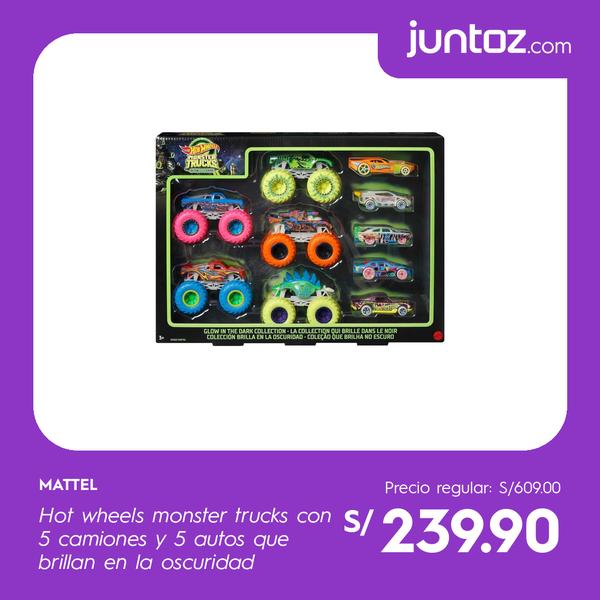 juntoz.com
Hot Wheels
MONSTER
TRUCKS
GLOW IN THE DARK COLLECTION - LA COLLECTION QUI BRILLE DANS LE NOIR
COLECCIÓN BRILLA EN LA OSCURIDAD - COLEÇÃO QUE BRILHA NO ESCURO
3+
MATTEL
Precio regular: S/609.00
Hot wheels monster trucks con
5 camiones y 5 autos que
brillan en la oscuridad
S/239.90